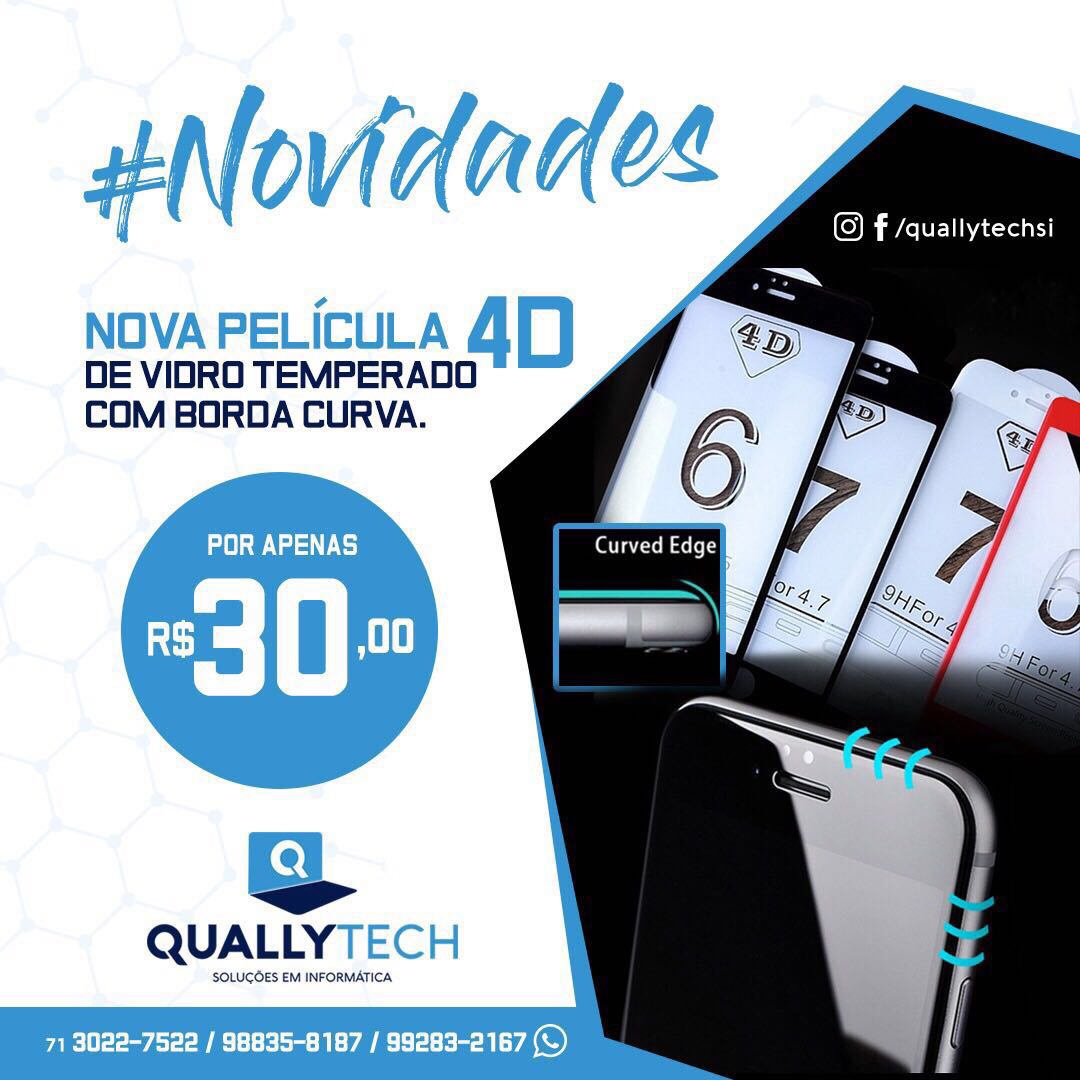 #Novidades
/quallytechsi
NOVA PELÍCULA 4D
DE VIDRO TEMPERADO
COM BORDA CURVA.
POR APENAS
R$30,00
4D
6
4D
7
or 4.7
4D
7
9HFor 4
9H For 4.7
Curved Edge
Q
QUALLYTECH
SOLUÇÕES EM INFORMÁTICA
71 3022-7522 / 98835-8187 / 99283-2167